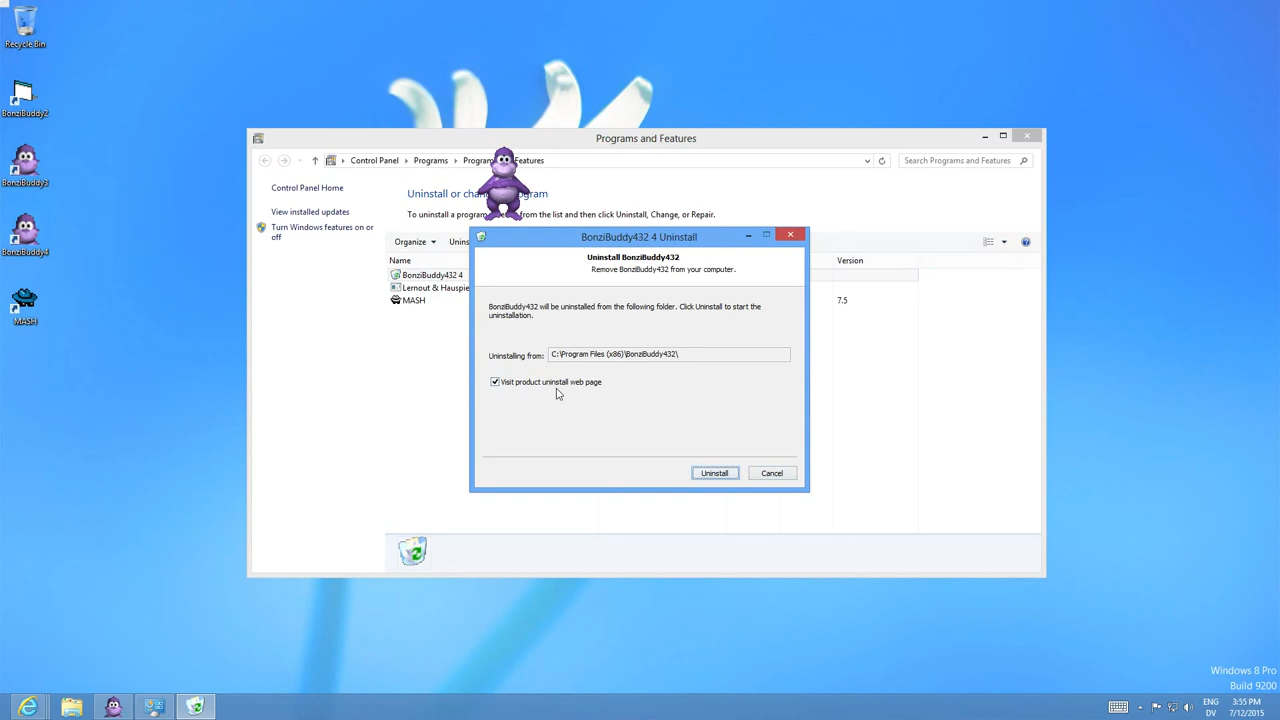 Recycle Bin
BonziBuddy2
BonziBuddy3
BonziBuddy4
MASH
Programs and Features
Control Panel
Programs
Program
Features
Search Programs and Features
Control Panel Home
View installed updates
Turn Windows features on or
off
Uninstall or chan
ogram
To uninstall a program
from the list and then click Uninstall, Change, or Repair.
Organize
Unins
Name
Version
BonziBuddy432 4
Lernout & Hauspie
MASH
7.5
BonziBuddy432 4 Uninstall
Uninstall BonziBuddy432
Remove BonziBuddy432 from your computer.
BonziBuddy432 will be uninstalled from the following folder. Click Uninstall to start the
uninstallation.
Uninstalling from:
C:\Program Files (x86)\BonziBuddy432\
Visit product uninstall web page
Uninstall
Cancel
Windows 8 Pro
Build 9200
ENG
DV
3:55 PM
7/12/2015